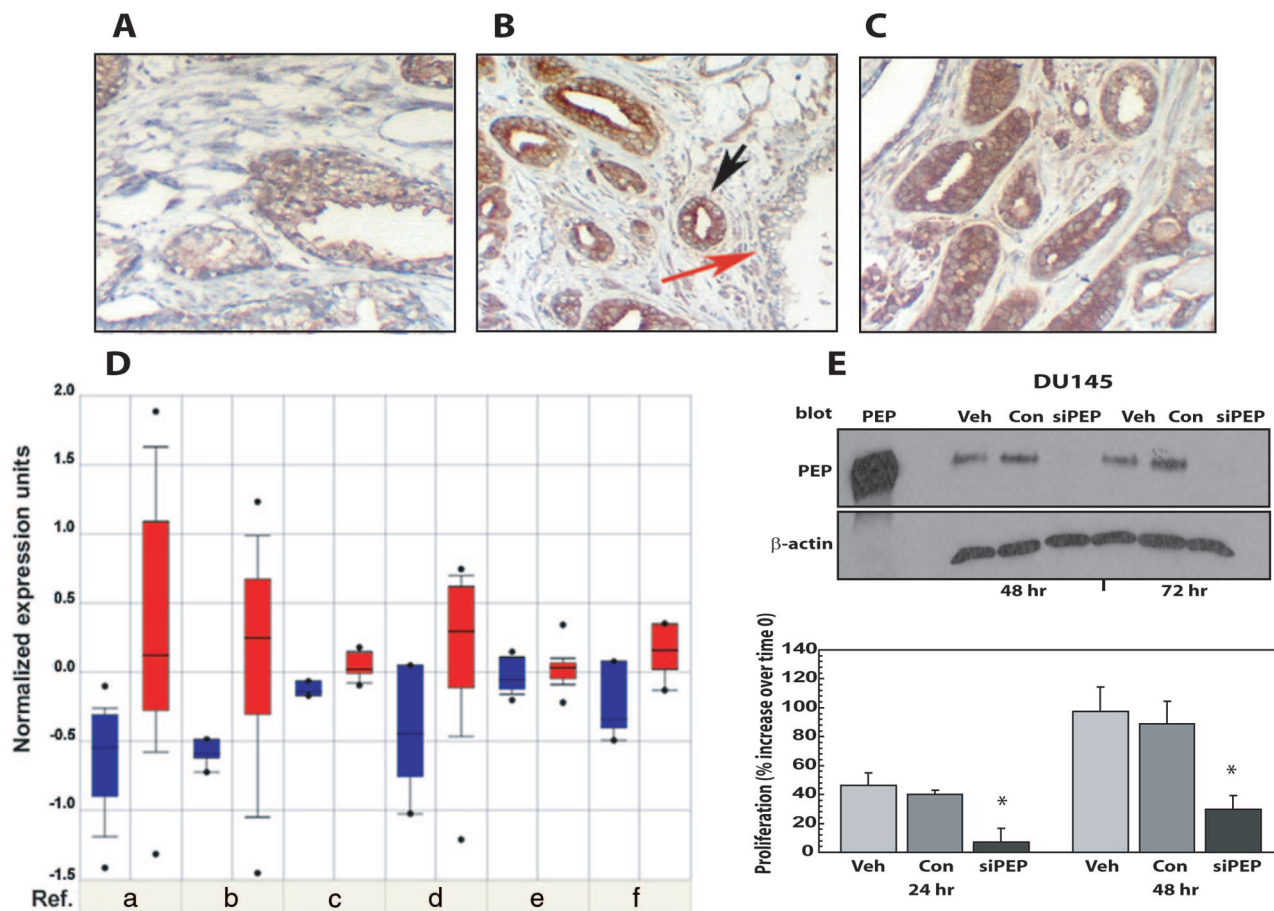 A B C
D
2.0
1.5
1.0
0.5
0.0
-0.5
-1.0
-1.5
Normalized expression units
Ref. a b c d e f
E
DU145
blot PEP Veh Con siPEP Veh Con siPEP
PEP
β-actin
48 hr 72 hr
Proliferation (% increase over time 0)
140
120
100
80
60
40
20
0
* *
Veh Con siPEP Veh Con siPEP
24 hr 48 hr